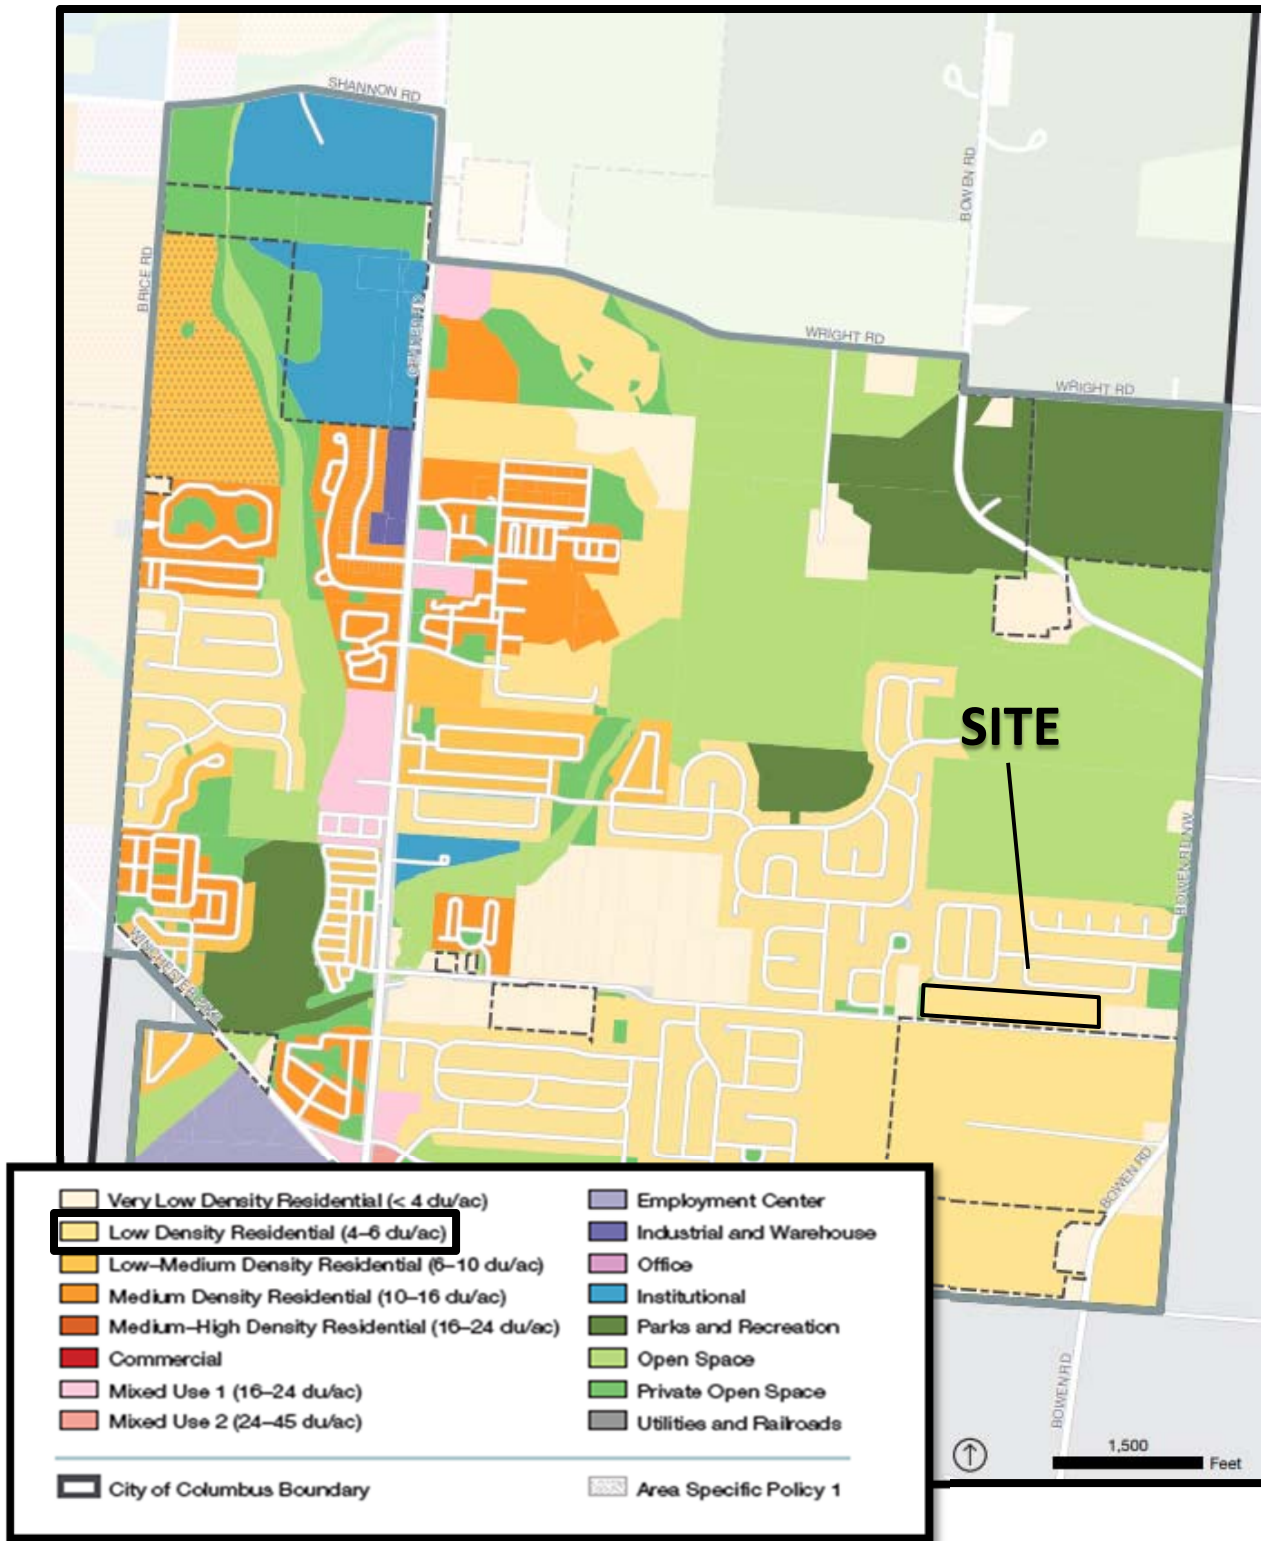 SHANNON RD
BOWEN RD
BRICE RD
GENDER RD
WRIGHT RD
WRIGHT RD
SITE
BOWEN RD NW
WINCHESTER PIKE
BOWEN RD
Very Low Density Residential (< 4 du/ac)
Low Density Residential (4–6 du/ac)
Low–Medium Density Residential (6–10 du/ac)
Medium Density Residential (10–16 du/ac)
Medium–High Density Residential (16–24 du/ac)
Commercial
Mixed Use 1 (16–24 du/ac)
Mixed Use 2 (24–45 du/ac)
Employment Center
Industrial and Warehouse
Office
Institutional
Parks and Recreation
Open Space
Private Open Space
Utilities and Railroads
City of Columbus Boundary
Area Specific Policy 1
BOWEN RD
1,500
Feet